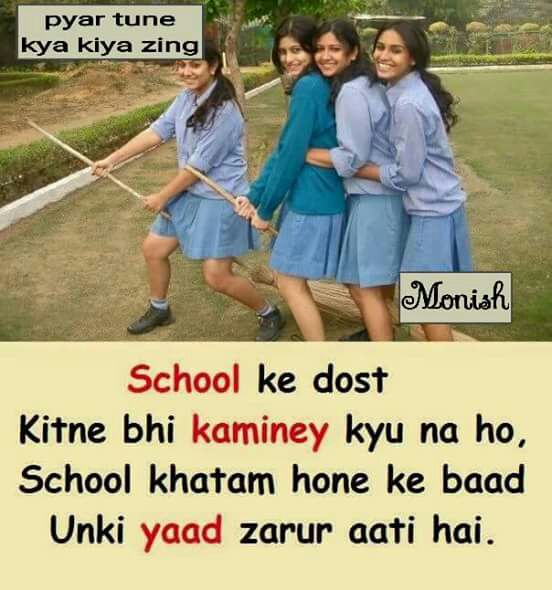 pyar tune
kya kiya zing
Monish
School ke dost
Kitne bhi kaminey kyu na ho,
School khatam hone ke baad
Unki yaad zarur aati hai.